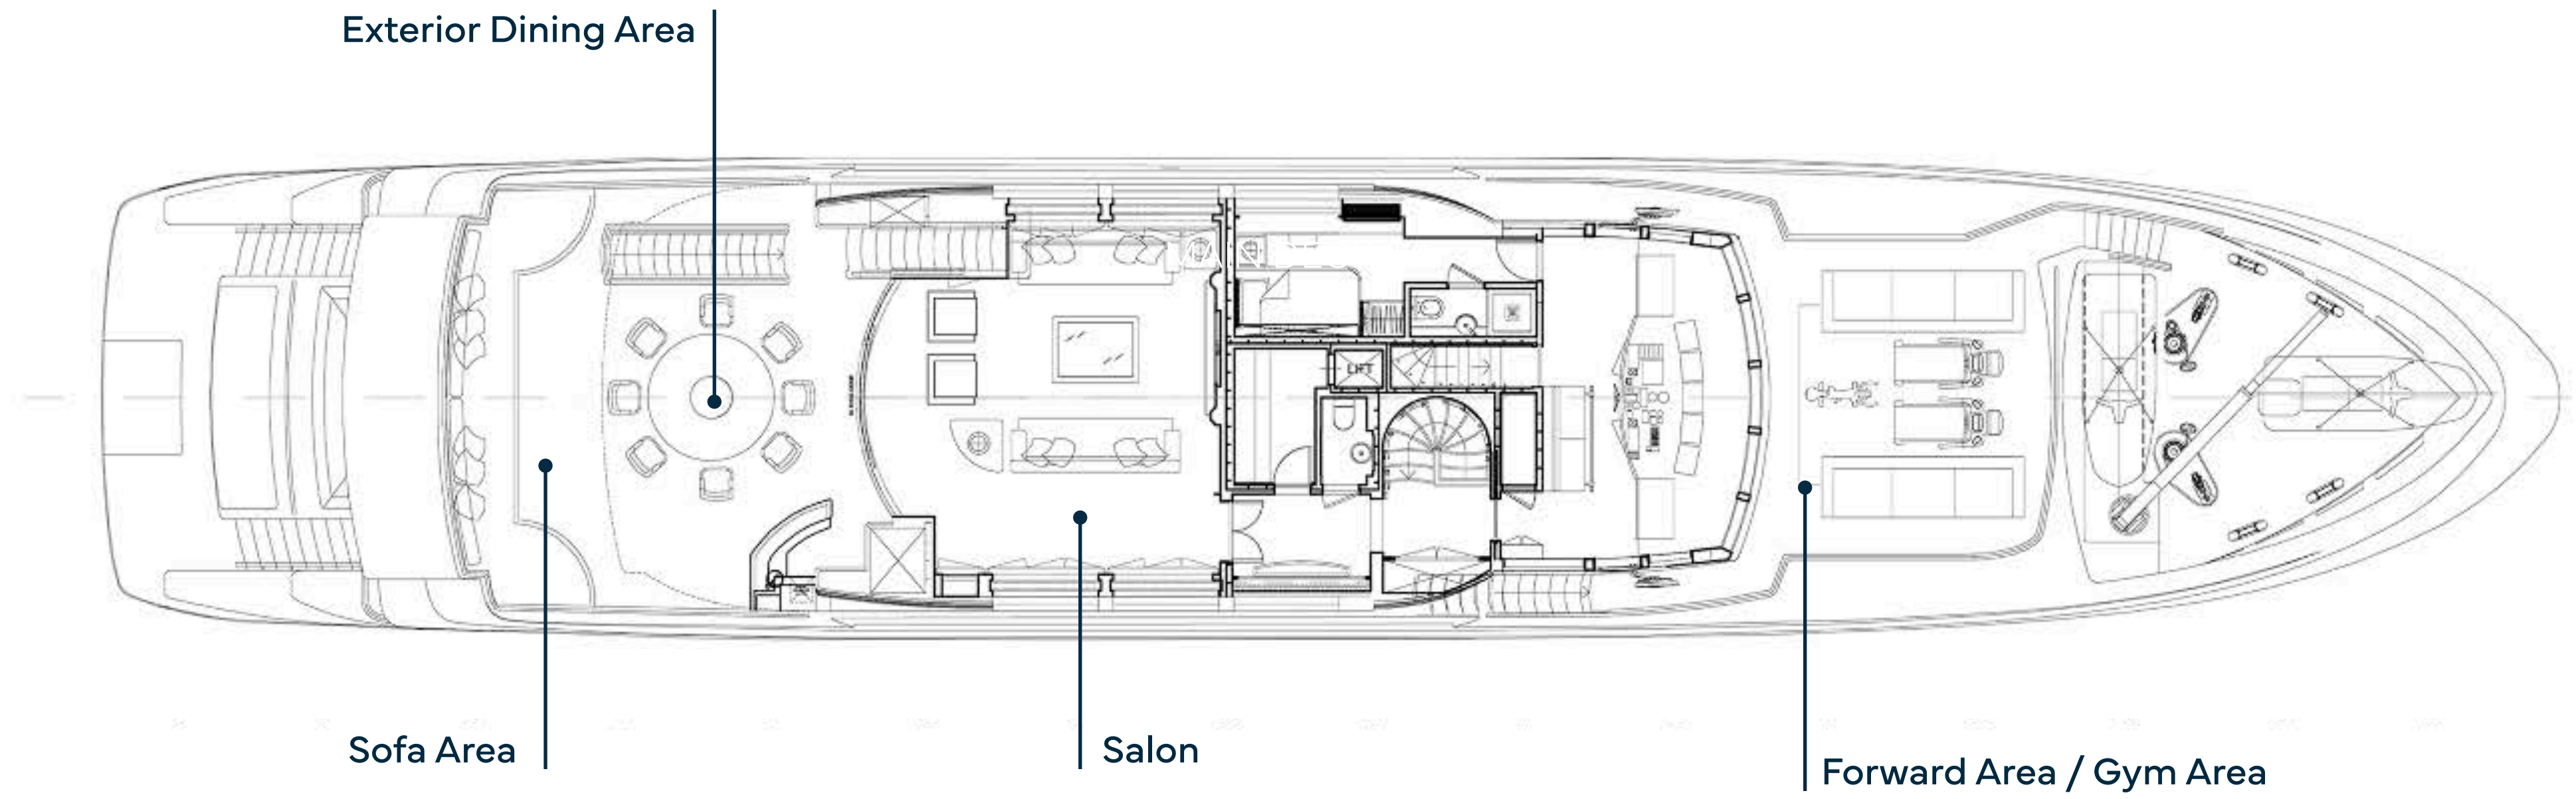 Exterior Dining Area
LIFT
Sofa Area
Salon
Forward Area / Gym Area